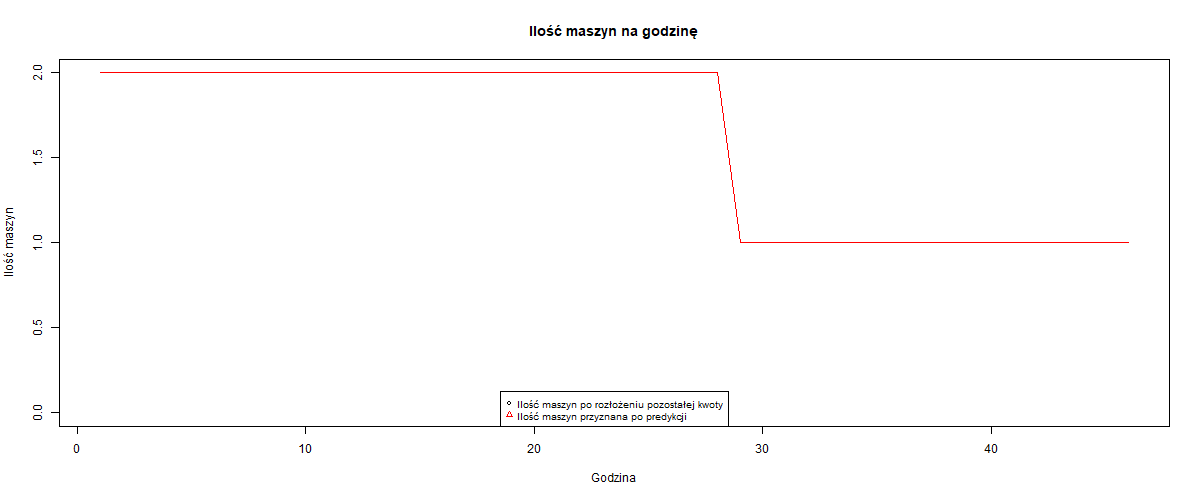 Ilość maszyn na godzinę
Ilość maszyn
2.0
1.5
1.0
0.5
0.0
Ilość maszyn po rozłożeniu pozostałej kwoty
Ilość maszyn przyznana po predykcji
0 10 20 30 40
Godzina